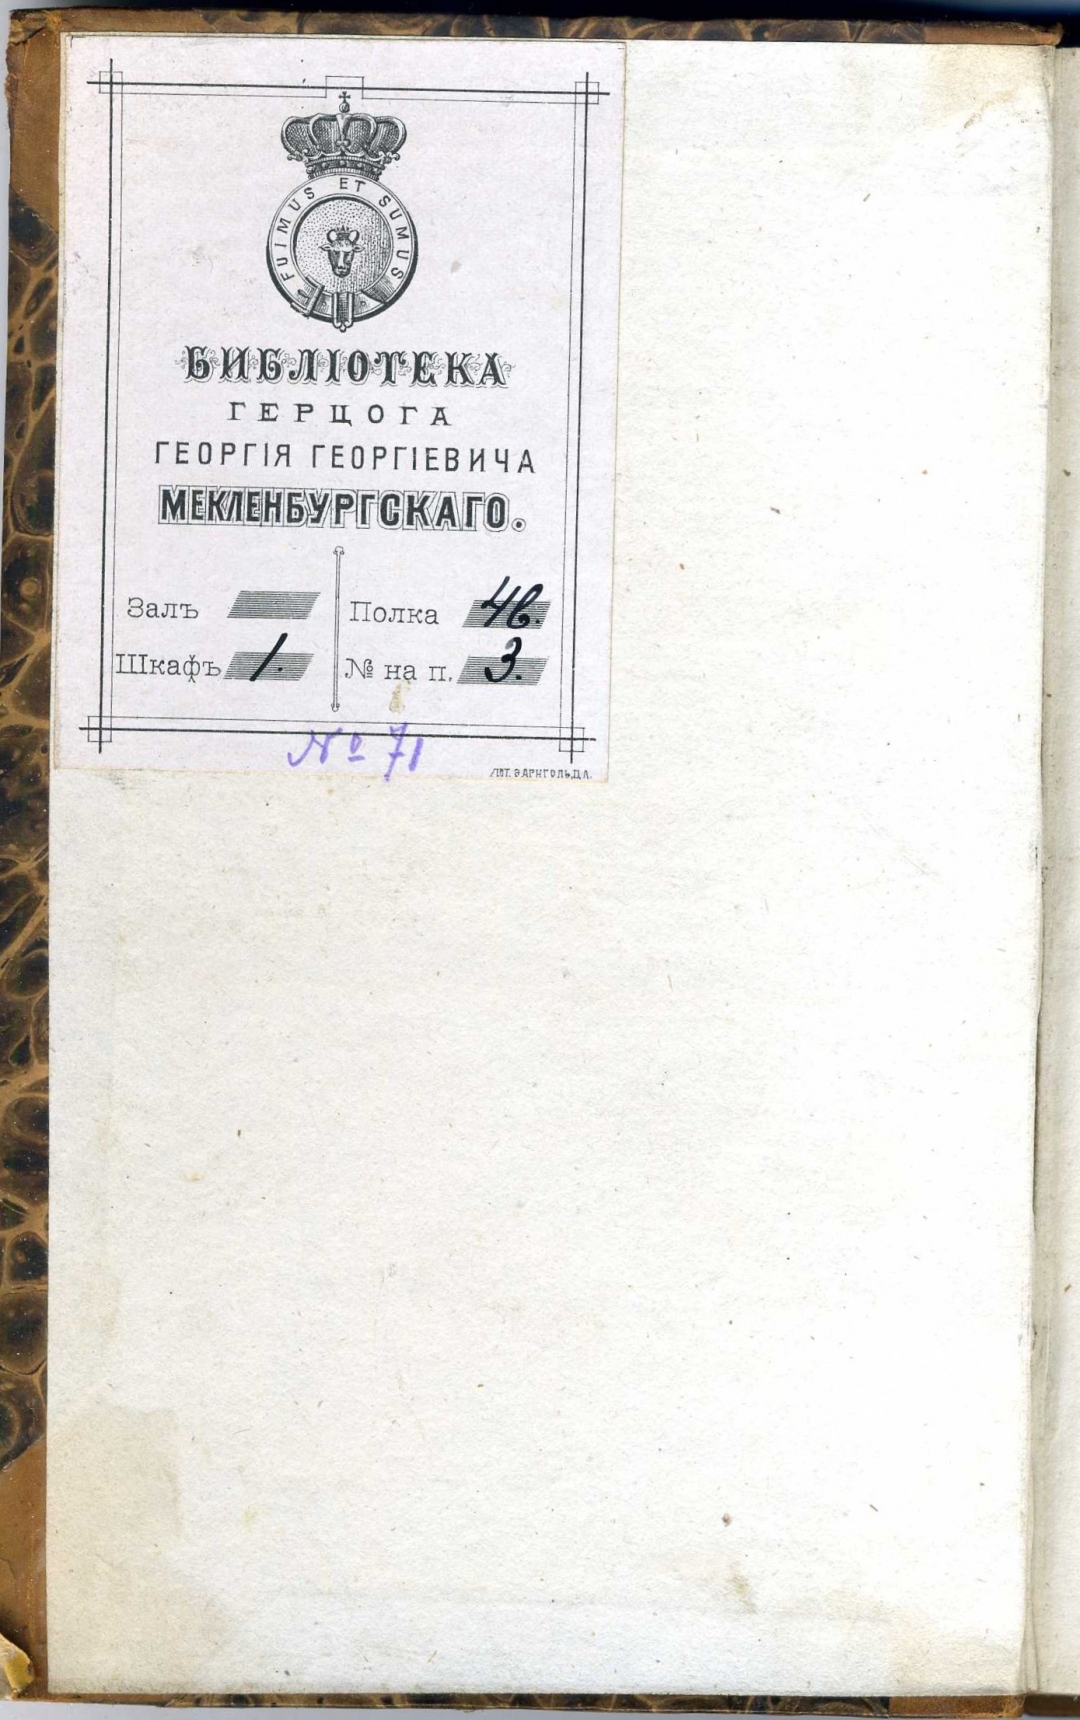 FUIMUS ET SUMUS
БИБЛІОТЕКА
ГЕРЦОГА
ГЕОРГІЯ ГЕОРГІЕВИЧА
МЕКЛЕНБУРГСКАГО.
Залъ
Полка 4в.
Шкафъ 1.
№ на п. 3.
№ 71
ЛИТ. Э. АРНГОЛЬДА.